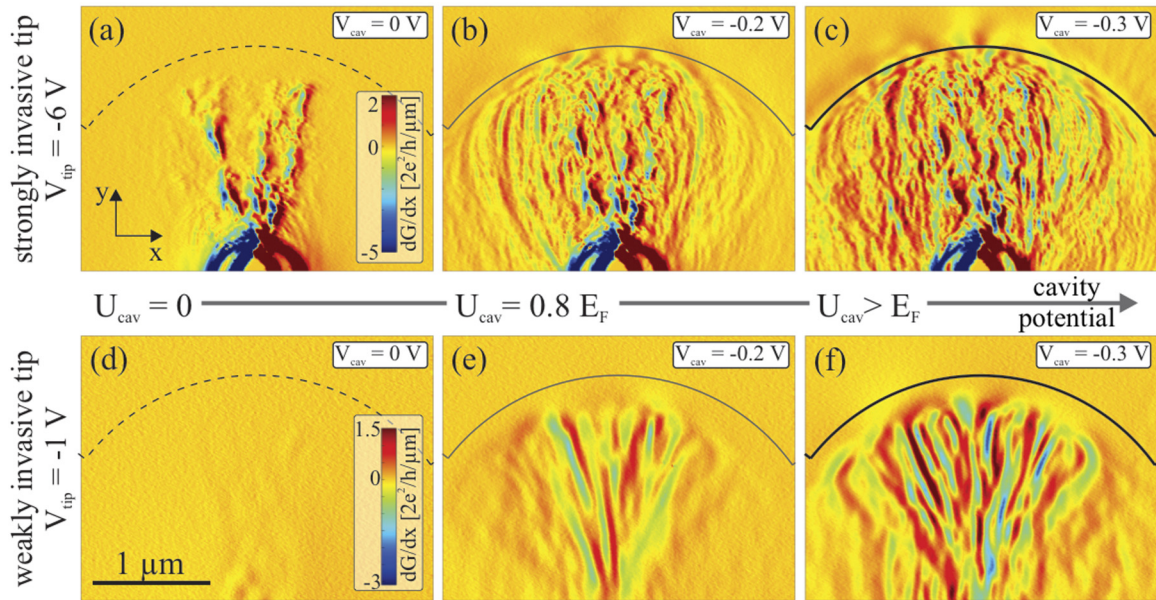 strongly invasive tip
V_tip = -6 V
(a)
V_cav = 0 V
2
0
-5
dG/dx [2e²/h/µm]
y
x
(b)
V_cav = -0.2 V
(c)
V_cav = -0.3 V
U_cav = 0
U_cav = 0.8 E_F
U_cav > E_F
cavity
potential
weakly invasive tip
V_tip = -1 V
(d)
V_cav = 0 V
1.5
0
-3
dG/dx [2e²/h/µm]
1 µm
(e)
V_cav = -0.2 V
(f)
V_cav = -0.3 V